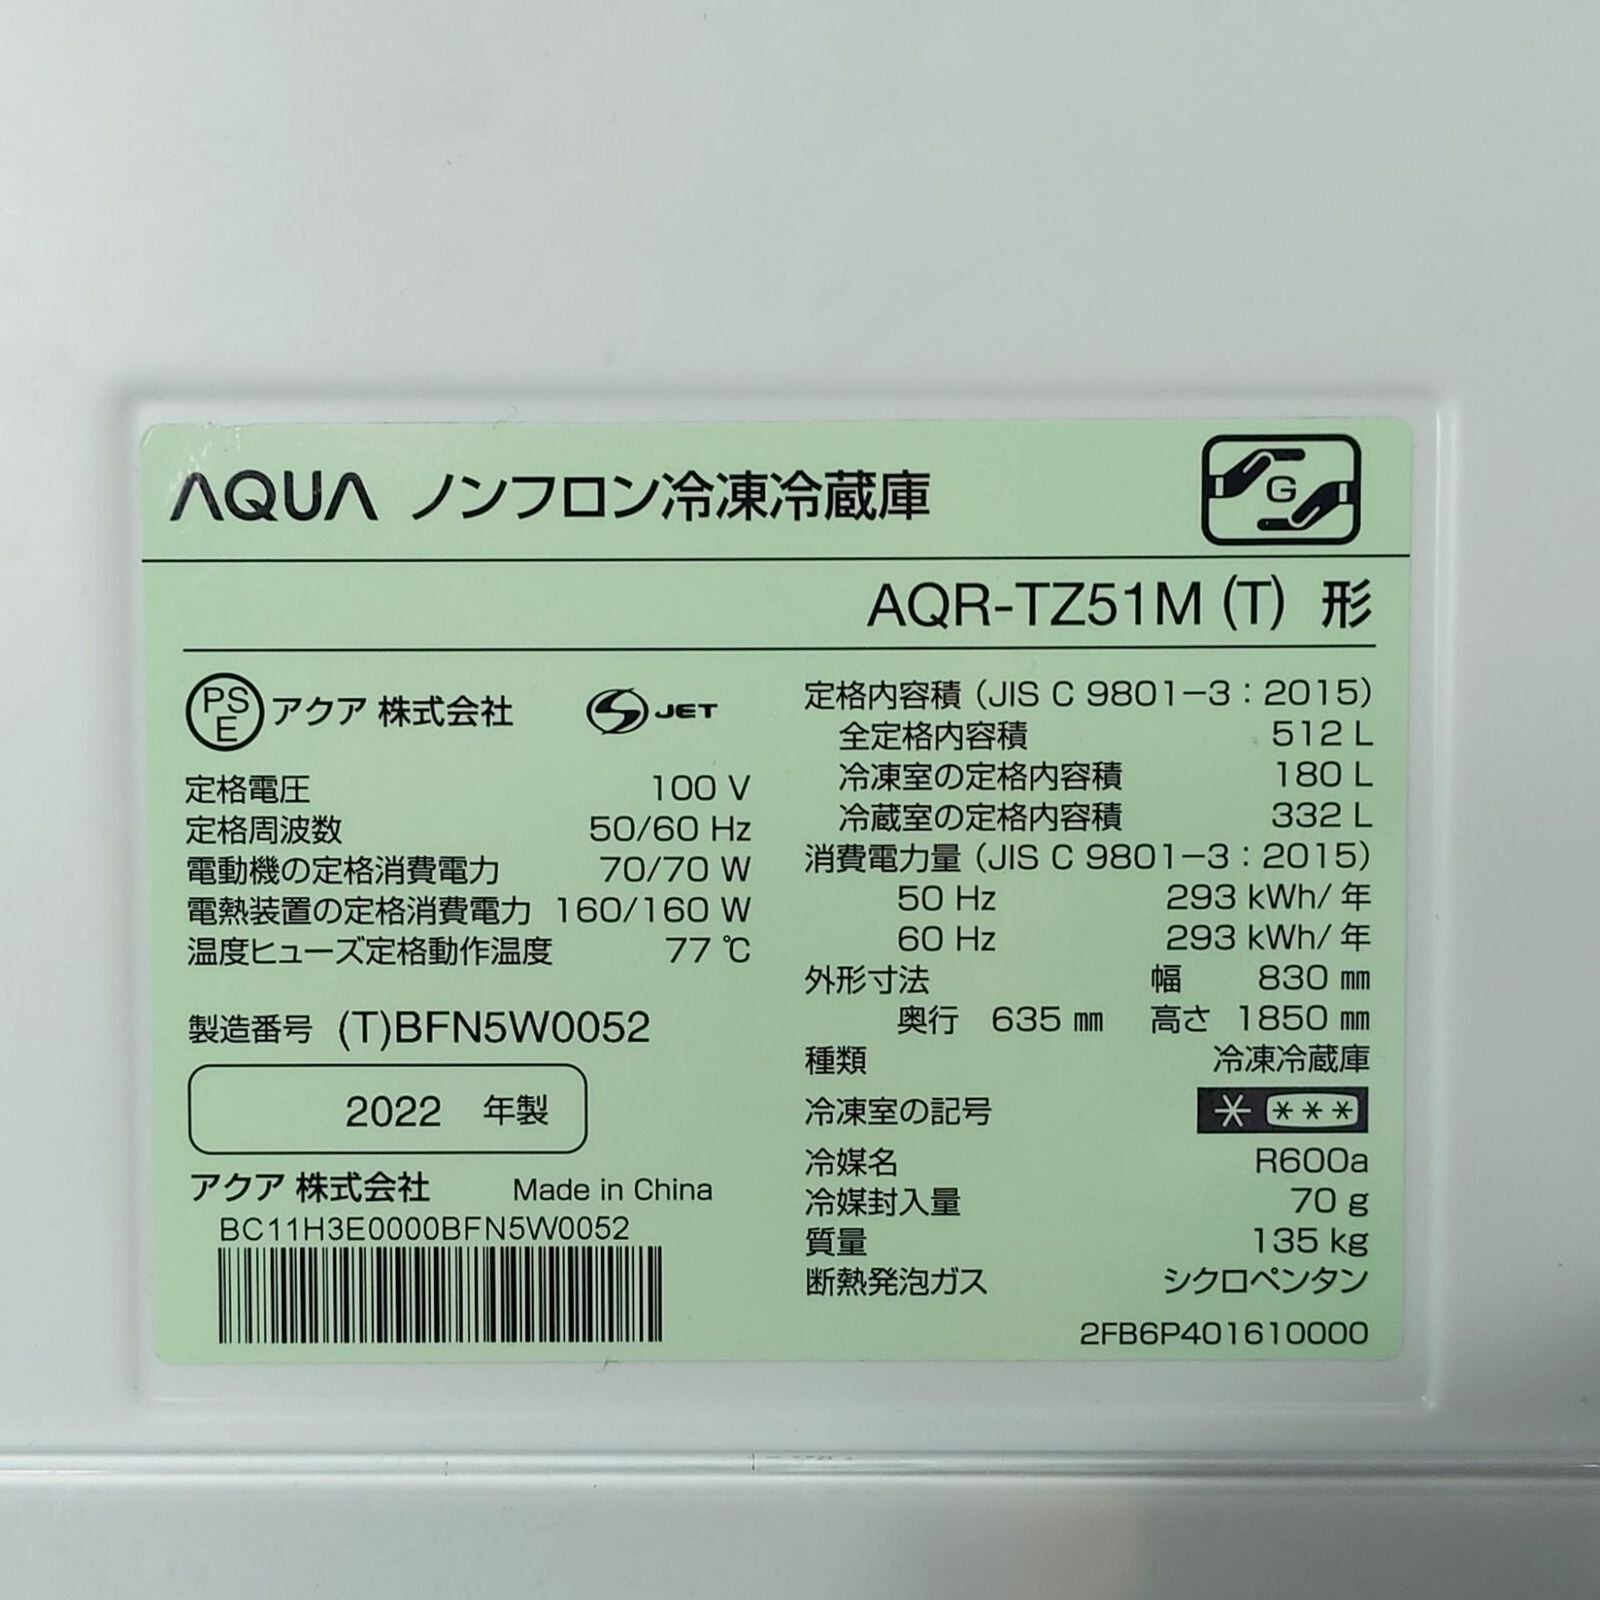 AQUA ノンフロン冷凍冷蔵庫
G
AQR-TZ51M (T) 形
PS
E
アクア 株式会社
JET
定格電圧 100 V
定格周波数 50/60 Hz
電動機の定格消費電力 70/70 W
電熱装置の定格消費電力 160/160 W
温度ヒューズ定格動作温度 77 ℃
製造番号 (T)BFN5W0052
2022 年製
アクア 株式会社 Made in China
BC11H3E0000BFN5W0052
定格内容積（JIS C 9801−3：2015）
全定格内容積 512 L
冷凍室の定格内容積 180 L
冷蔵室の定格内容積 332 L
消費電力量（JIS C 9801−3：2015）
50 Hz 293 kWh/年
60 Hz 293 kWh/年
外形寸法 幅 830 ㎜
奥行 635 ㎜ 高さ 1850 ㎜
種類 冷凍冷蔵庫
冷凍室の記号 * ***
冷媒名 R600a
冷媒封入量 70 g
質量 135 kg
断熱発泡ガス シクロペンタン
2FB6P401610000